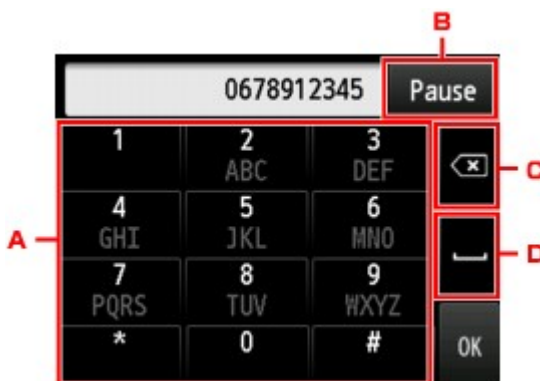 B
0678912345 Pause
1 2 3
ABC DEF
C
4 5 6
A GHI JKL MNO
D
7 8 9
PQRS TUV WXYZ
* 0 # OK